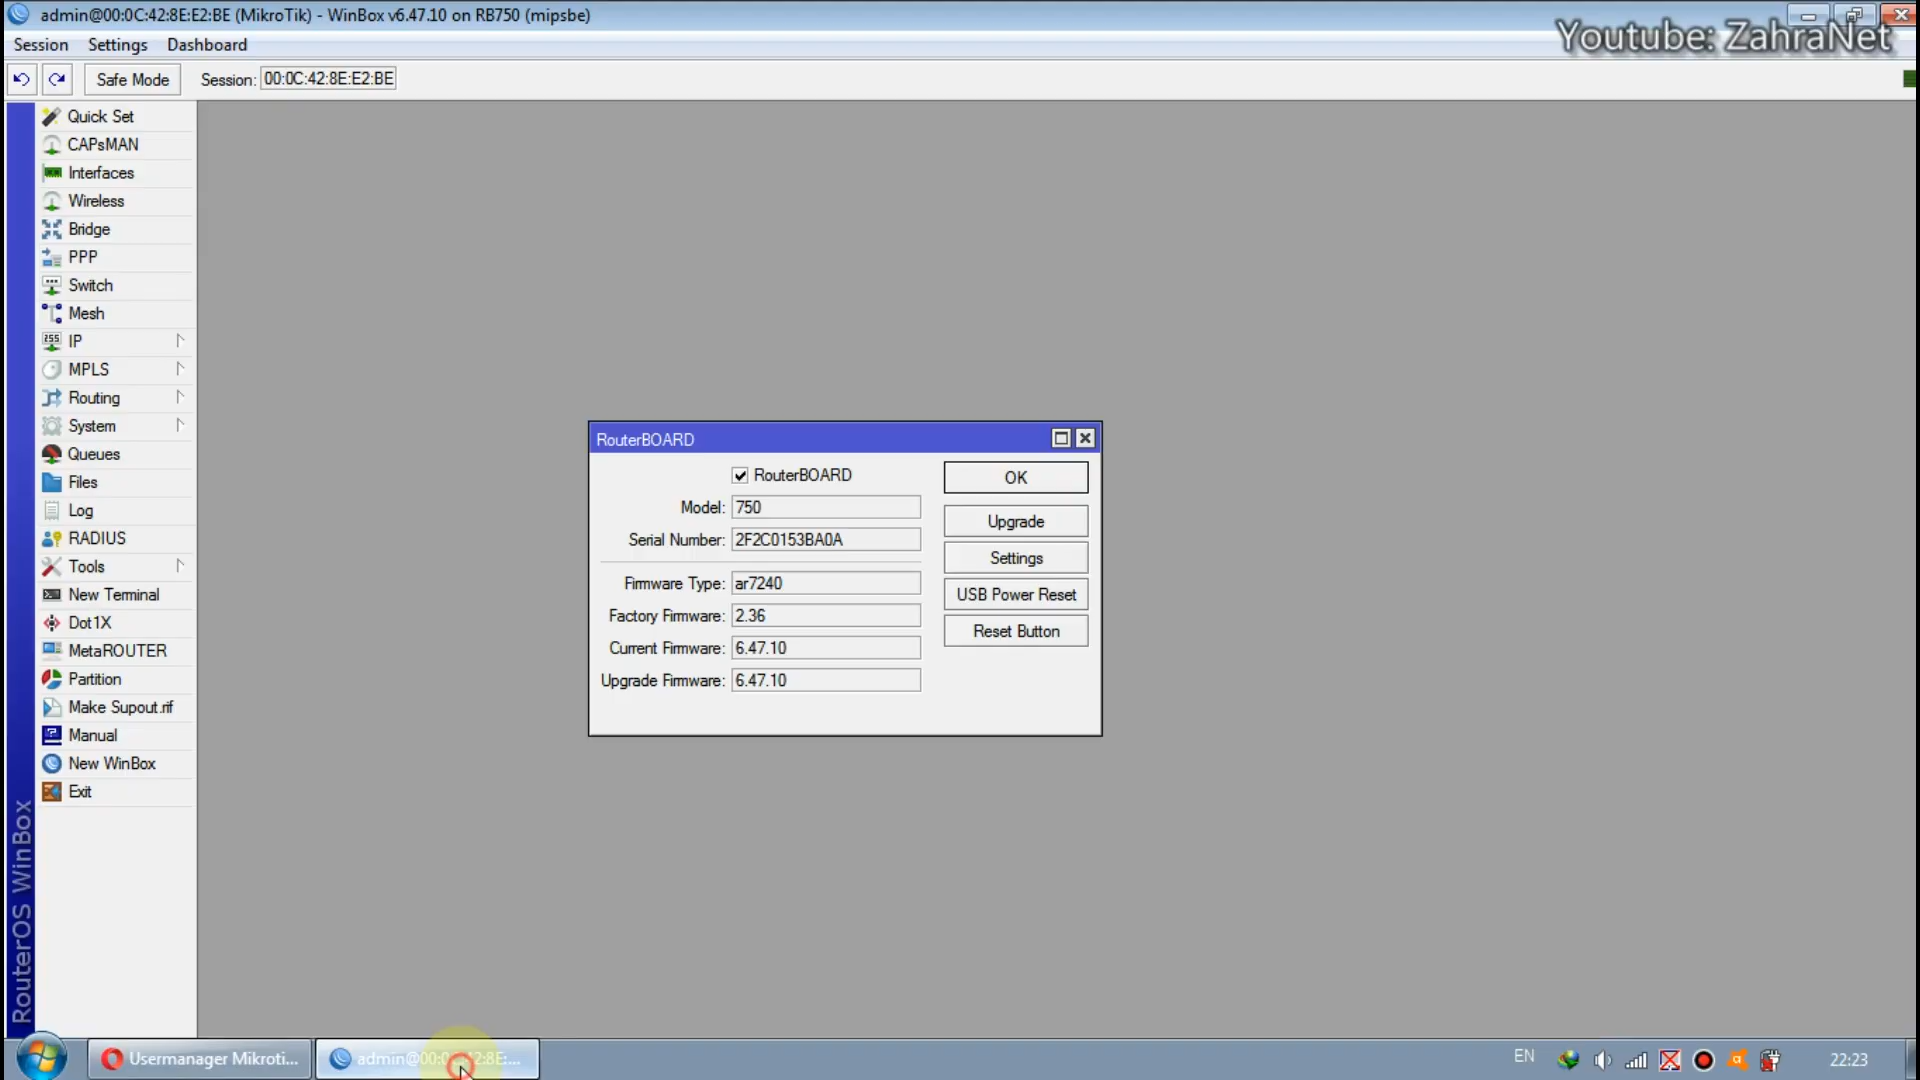 admin@00:0C:42:8E:E2:BE (MikroTik) - WinBox v6.47.10 on RB750 (mipsbe)
Youtube: ZahraNet
Session Settings Dashboard
Safe Mode Session: 00:0C:42:8E:E2:BE
Quick Set
CAPsMAN
Interfaces
Wireless
Bridge
PPP
Switch
Mesh
IP
MPLS
Routing
System
Queues
Files
Log
RADIUS
Tools
New Terminal
Dot1X
MetaROUTER
Partition
Make Supout.rif
Manual
New WinBox
Exit
RouterOS WinBox
RouterBOARD
RouterBOARD
Model: 750
Serial Number: 2F2C0153BA0A
Firmware Type: ar7240
Factory Firmware: 2.36
Current Firmware: 6.47.10
Upgrade Firmware: 6.47.10
OK
Upgrade
Settings
USB Power Reset
Reset Button
Usermanager Mikroti...
admin@00:0C:42:8E:...
EN
22:23